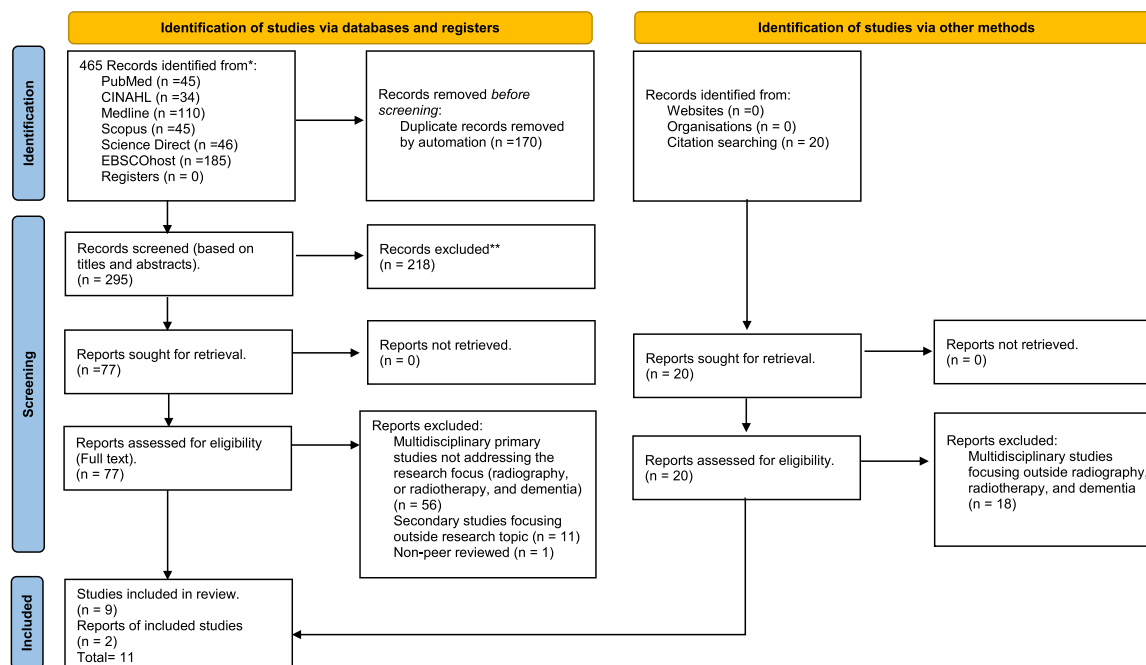 Identification of studies via databases and registers
Identification of studies via other methods
Identification
465 Records identified from*:
PubMed (n =45)
CINAHL (n =34)
Medline (n =110)
Scopus (n =45)
Science Direct (n =46)
EBSCOhost (n =185)
Registers (n = 0)
Records removed before
screening:
Duplicate records removed
by automation (n =170)
Records identified from:
Websites (n =0)
Organisations (n = 0)
Citation searching (n = 20)
Screening
Records screened (based on
titles and abstracts).
(n = 295)
Records excluded**
(n = 218)
Reports sought for retrieval.
(n =77)
Reports not retrieved.
(n = 0)
Reports sought for retrieval.
(n = 20)
Reports not retrieved.
(n = 0)
Reports assessed for eligibility
(Full text).
(n = 77)
Reports excluded:
Multidisciplinary primary
studies not addressing the
research focus (radiography,
or radiotherapy, and dementia)
(n = 56)
Secondary studies focusing
outside research topic (n = 11)
Non-peer reviewed (n = 1)
Reports assessed for eligibility.
(n = 20)
Reports excluded:
Multidisciplinary studies
focusing outside radiography,
radiotherapy, and dementia
(n = 18)
Included
Studies included in review.
(n = 9)
Reports of included studies
(n = 2)
Total= 11